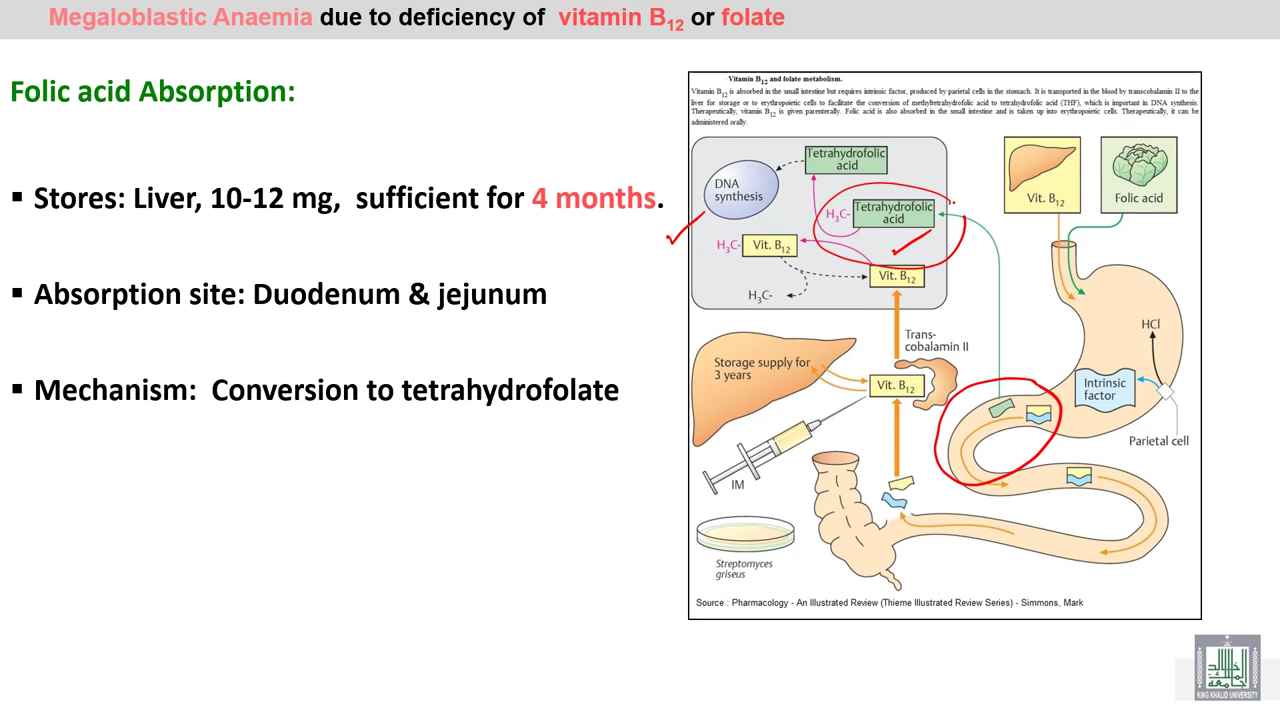 Megaloblastic Anaemia due to deficiency of vitamin B12 or folate
Folic acid Absorption:
▪ Stores: Liver, 10-12 mg, sufficient for 4 months.
▪ Absorption site: Duodenum & jejunum
▪ Mechanism: Conversion to tetrahydrofolate
Vitamin B12 and folate metabolism.
Vitamin B12 is absorbed in the small intestine but requires intrinsic factor, produced by parietal cells in the stomach. It is transported in the blood by transcobalamin II to the
liver for storage or to erythropoietic cells to facilitate the conversion of methyltetrahydrofolic acid to tetrahydrofolic acid (THF), which is important in DNA synthesis.
Therapeutically, vitamin B12 is given parenterally. Folic acid is also absorbed in the small intestine and is taken up into erythropoietic cells. Therapeutically, it can be
administered orally.
Tetrahydrofolic
acid
DNA
synthesis
H3C-
Tetrahydrofolic
acid
H3C-
Vit. B12
Vit. B12
H3C-
Vit. B12
Folic acid
Trans-
cobalamin II
Storage supply for
3 years
Vit. B12
HCl
Intrinsic
factor
Parietal cell
IM
Streptomyces
griseus
Source : Pharmacology - An Illustrated Review (Thieme Illustrated Review Series) - Simmons, Mark
جامعة الملك خالد
KING KHALID UNIVERSITY